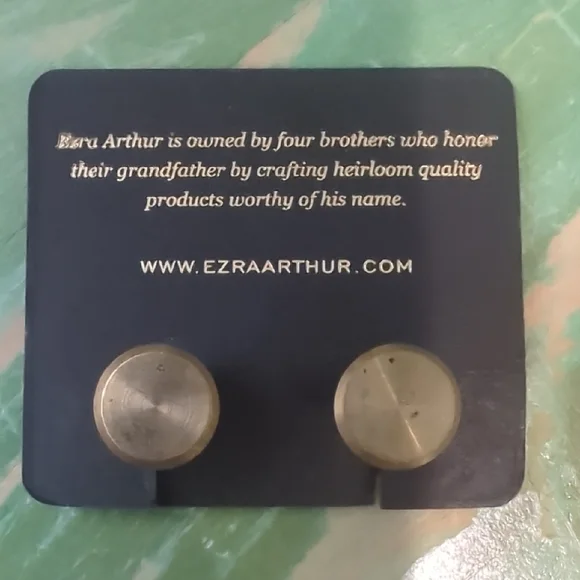 Ezra Arthur is owned by four brothers who honor
their grandfather by crafting heirloom quality
products worthy of his name.
WWW.EZRAARTHUR.COM